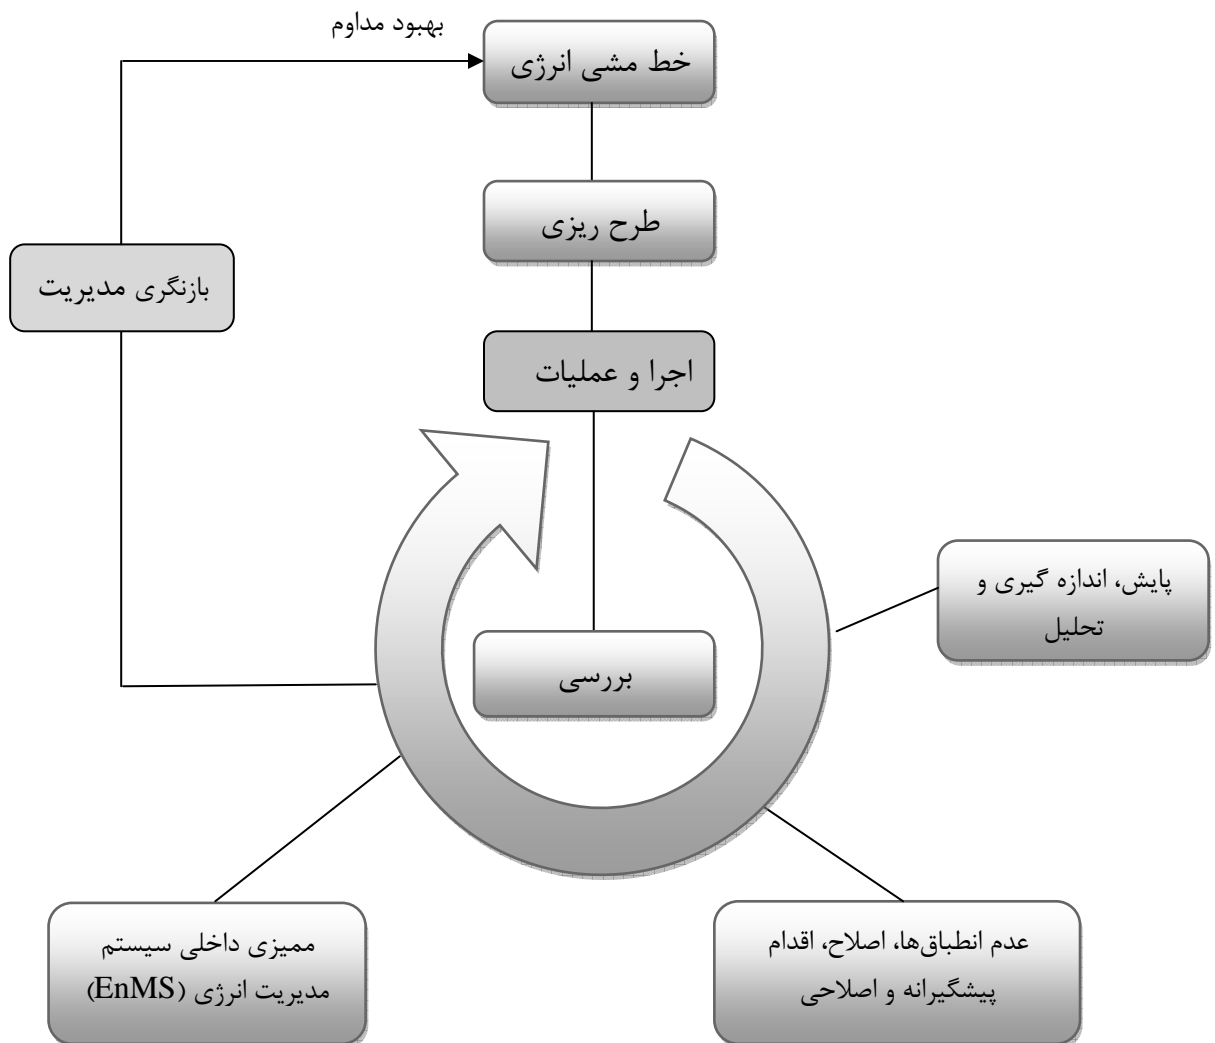 بهبود مداوم
خط مشی انرژی
طرح ریزی
بازنگری مدیریت
اجرا و عملیات
پایش، اندازه گیری و
تحلیل
بررسی
عدم انطباق‌ها، اصلاح، اقدام
پیشگیرانه و اصلاحی
ممیزی داخلی سیستم
مدیریت انرژی (EnMS)